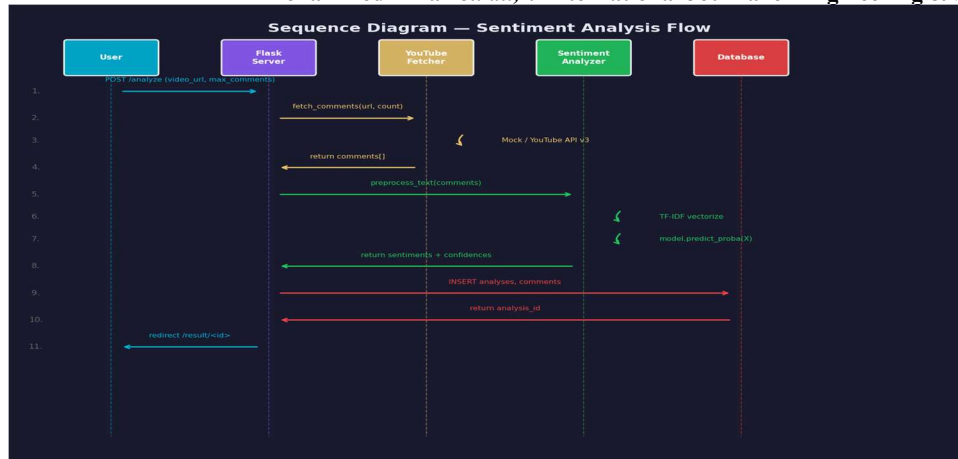 Sequence Diagram — Sentiment Analysis Flow
User
Flask
Server
YouTube
Fetcher
Sentiment
Analyzer
Database
POST /analyze (video_url, max_comments)
1.
fetch_comments(url, count)
2.
3.
Mock / YouTube API v3
return comments[]
4.
preprocess_text(comments)
5.
6.
TF-IDF vectorize
7.
model.predict_proba(X)
return sentiments + confidences
8.
INSERT analyses, comments
9.
return analysis_id
10.
redirect /result/<id>
11.